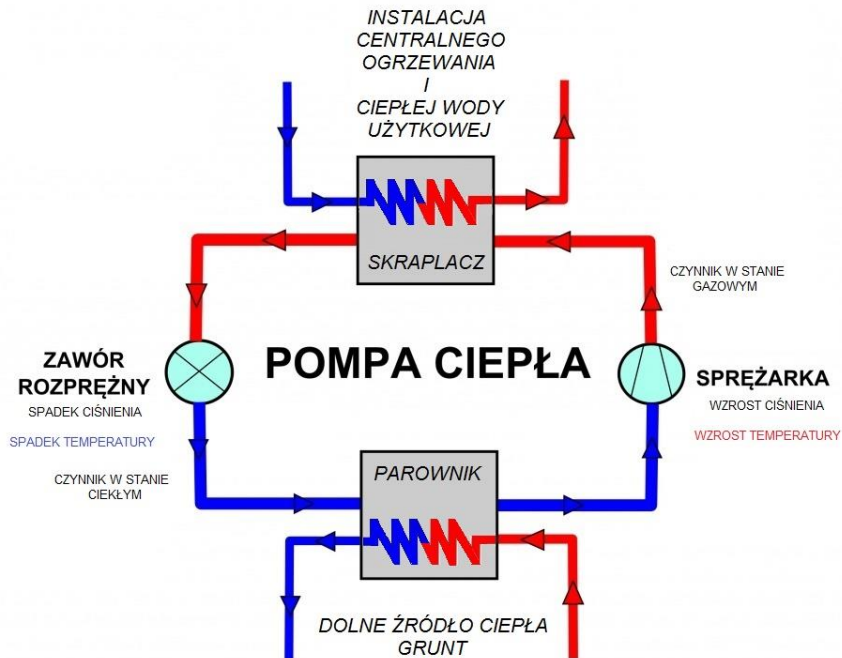 INSTALACJA
CENTRALNEGO
OGRZEWANIA
I
CIEPŁEJ WODY
UŻYTKOWEJ
SKRAPLACZ
CZYNNIK W STANIE
GAZOWYM
ZAWÓR
ROZPRĘŻNY
SPADEK CIŚNIENIA
SPADEK TEMPERATURY
CZYNNIK W STANIE
CIEKŁYM
POMPA CIEPŁA
SPRĘŻARKA
WZROST CIŚNIENIA
WZROST TEMPERATURY
PAROWNIK
DOLNE ŹRÓDŁO CIEPŁA
GRUNT